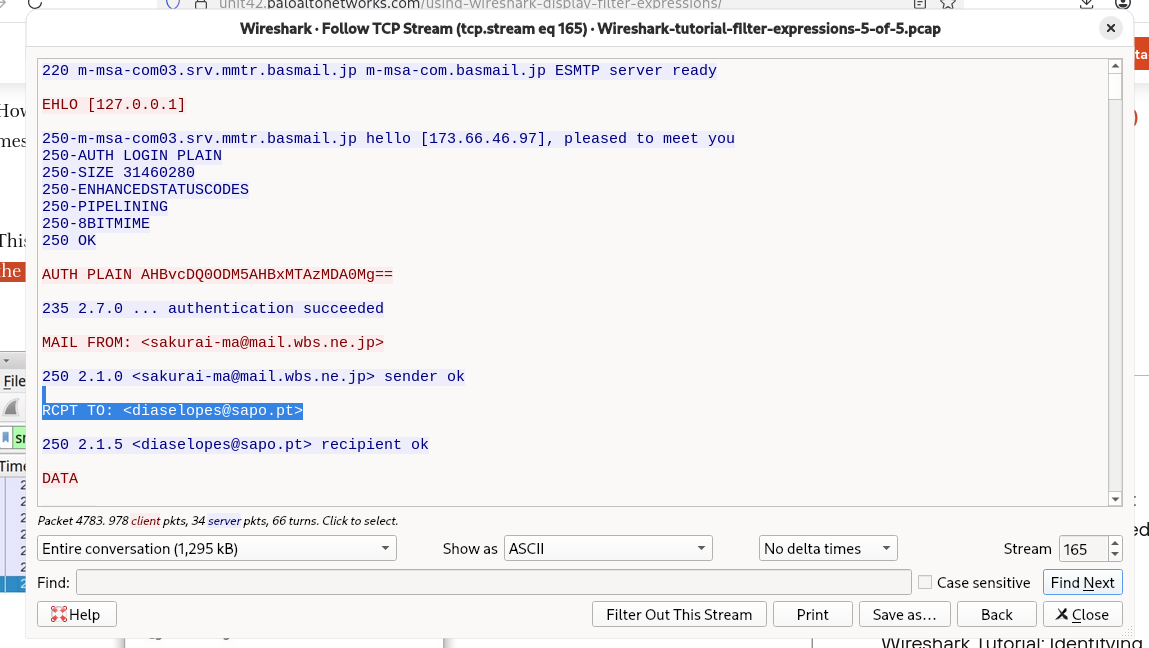 unit42.paloaltonetworks.com/using-wireshark-display-filter-expressions/
Wireshark · Follow TCP Stream (tcp.stream eq 165) · Wireshark-tutorial-filter-expressions-5-of-5.pcap
220 m-msa-com03.srv.mmtr.basmail.jp m-msa-com.basmail.jp ESMTP server ready
EHLO [127.0.0.1]
250-m-msa-com03.srv.mmtr.basmail.jp hello [173.66.46.97], pleased to meet you
250-AUTH LOGIN PLAIN
250-SIZE 31460280
250-ENHANCEDSTATUSCODES
250-PIPELINING
250-8BITMIME
250 OK
AUTH PLAIN AHBvcDQ0ODM5AHBxMTAzMDA0Mg==
235 2.7.0 ... authentication succeeded
MAIL FROM: <sakurai-ma@mail.wbs.ne.jp>
250 2.1.0 <sakurai-ma@mail.wbs.ne.jp> sender ok
RCPT TO: <diaselopes@sapo.pt>
250 2.1.5 <diaselopes@sapo.pt> recipient ok
DATA
Packet 4783. 978 client pkts, 34 server pkts, 66 turns. Click to select.
Entire conversation (1,295 kB)
Show as ASCII
No delta times
Stream 165
Find:
Case sensitive
Find Next
Help
Filter Out This Stream
Print
Save as…
Back
Close
How
mes
This
the
File
Time
Wireshark Tutorial: Identifying